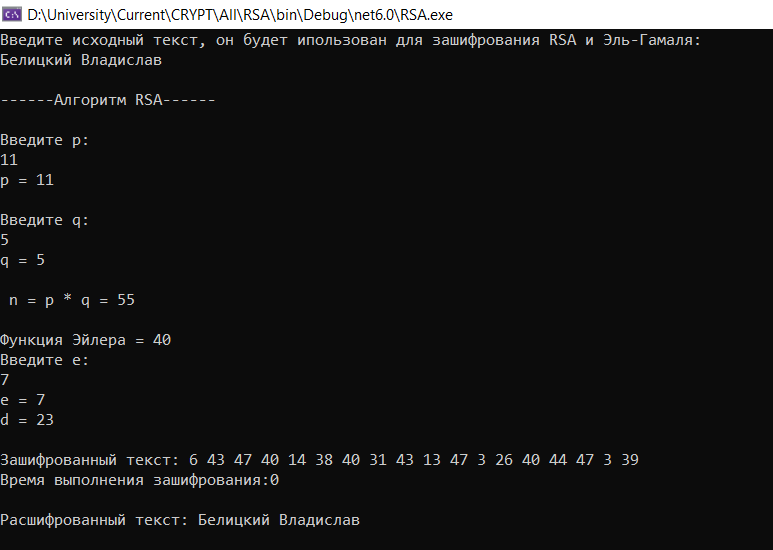 D:\University\Current\CRYPT\All\RSA\bin\Debug\net6.0\RSA.exe
Введите исходный текст, он будет ипользован для зашифрования RSA и Эль-Гамаля:
Белицкий Владислав
------Алгоритм RSA------
Введите p:
11
p = 11
Введите q:
5
q = 5
n = p * q = 55
Функция Эйлера = 40
Введите e:
7
e = 7
d = 23
Зашифрованный текст: 6 43 47 40 14 38 40 31 43 13 47 3 26 40 44 47 3 39
Время выполнения зашифрования:0
Расшифрованный текст: Белицкий Владислав